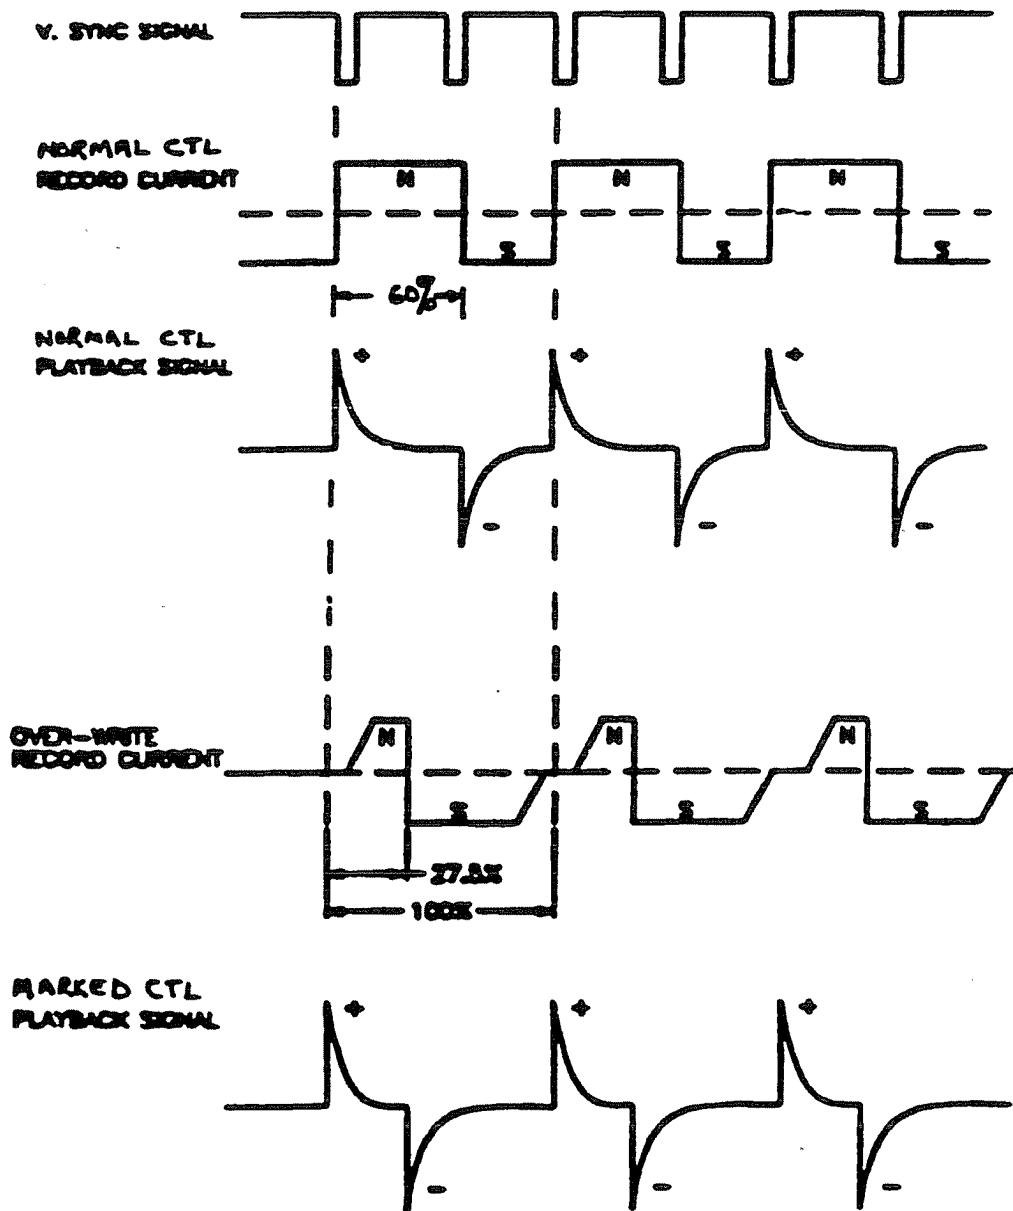 V. SYNC SIGNAL
NORMAL CTL
RECORD CURRENT
N N N
S S S
60%
NORMAL CTL
PLAYBACK SIGNAL
+ + +
- - -
OVER-WRITE
RECORD CURRENT
N N N
S S S
27.5%
100%
MARKED CTL
PLAYBACK SIGNAL
+ + +
- - -